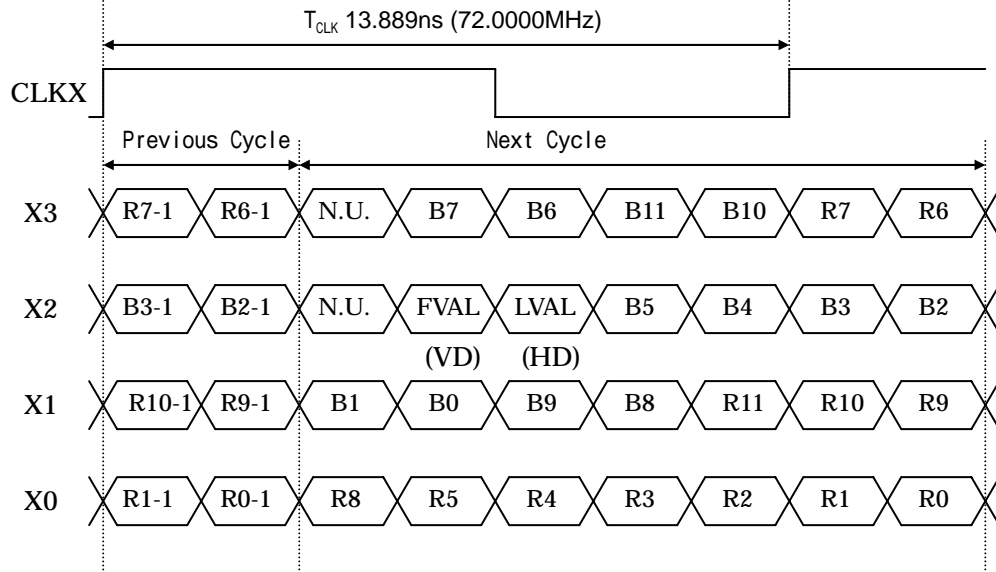 TCLK 13.889ns (72.0000MHz)
CLKX
Previous Cycle Next Cycle
X3 R7-1 R6-1 N.U. B7 B6 B11 B10 R7 R6
X2 B3-1 B2-1 N.U. FVAL LVAL B5 B4 B3 B2
(VD) (HD)
X1 R10-1 R9-1 B1 B0 B9 B8 R11 R10 R9
X0 R1-1 R0-1 R8 R5 R4 R3 R2 R1 R0